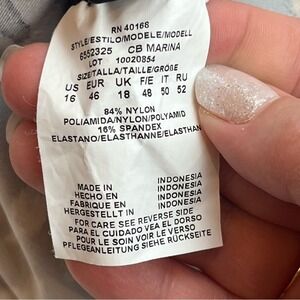 RN 40166
STYLE/ESTILO/MODELE/MODELL
6552325 CB MARINA
LOT 10020854
SIZE/TALLA/TAILLE/GRÖßE
US EUR UK F/E IT RU
16 46 18 48 50 52
84% NYLON
POLIAMIDA/NYLON/POLYAMID
16% SPANDEX
ELASTANO/ELASTHANNE/ELASTHAN
MADE IN INDONESIA
HECHO EN INDONESIA
FABRIQUE EN INDONESIA
HERGESTELLT IN INDONESIA
FOR CARE SEE REVERSE SIDE
PARA EL CUIDADO VEA EL DORSO
POUR LE SOIN VOIR LE VERSO
PFLEGEANLEITUNG SIEHE RÜCKSEITE